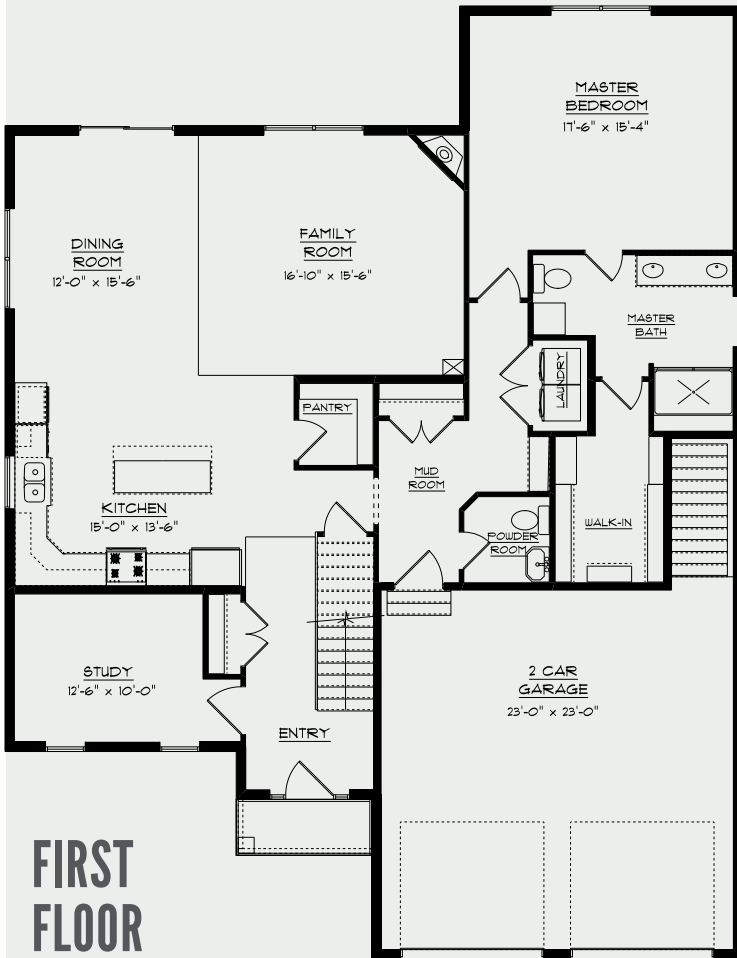 MASTER
BEDROOM
17'-6" x 15'-4"
DINING
ROOM
12'-0" x 15'-6"
FAMILY
ROOM
16'-10" x 15'-6"
MASTER
BATH
LAUNDRY
PANTRY
MUD
ROOM
KITCHEN
15'-0" x 13'-6"
POWDER
ROOM
WALK-IN
STUDY
12'-6" x 10'-0"
2 CAR
GARAGE
23'-0" x 23'-0"
ENTRY
FIRST
FLOOR